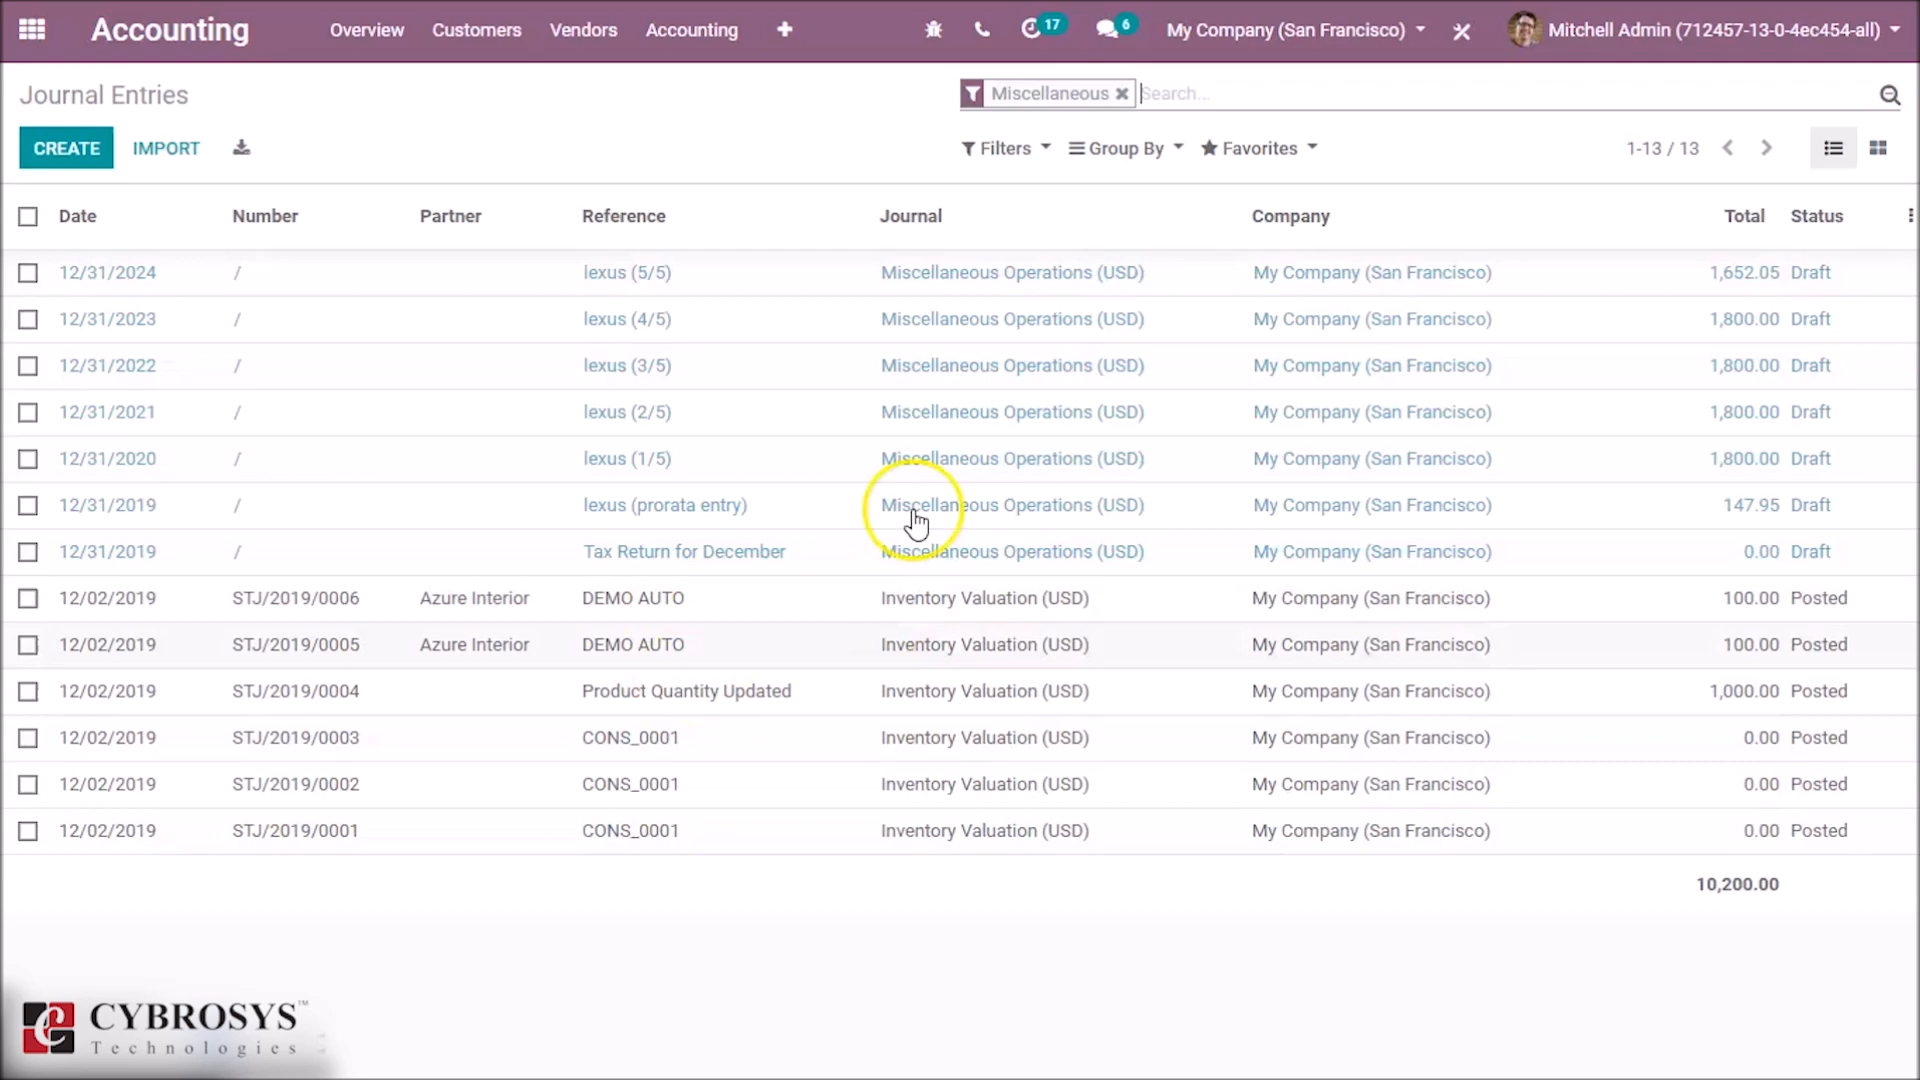 Accounting Overview Customers Vendors Accounting 17 6 My Company (San Francisco) Mitchell Admin (712457-13-0-4ec454-all)
Journal Entries Miscellaneous Search...
CREATE IMPORT Filters Group By Favorites 1-13 / 13
Date Number Partner Reference Journal Company Total Status
12/31/2024 / lexus (5/5) Miscellaneous Operations (USD) My Company (San Francisco) 1,652.05 Draft
12/31/2023 / lexus (4/5) Miscellaneous Operations (USD) My Company (San Francisco) 1,800.00 Draft
12/31/2022 / lexus (3/5) Miscellaneous Operations (USD) My Company (San Francisco) 1,800.00 Draft
12/31/2021 / lexus (2/5) Miscellaneous Operations (USD) My Company (San Francisco) 1,800.00 Draft
12/31/2020 / lexus (1/5) Miscellaneous Operations (USD) My Company (San Francisco) 1,800.00 Draft
12/31/2019 / lexus (prorata entry) Miscellaneous Operations (USD) My Company (San Francisco) 147.95 Draft
12/31/2019 / Tax Return for December Miscellaneous Operations (USD) My Company (San Francisco) 0.00 Draft
12/02/2019 STJ/2019/0006 Azure Interior DEMO AUTO Inventory Valuation (USD) My Company (San Francisco) 100.00 Posted
12/02/2019 STJ/2019/0005 Azure Interior DEMO AUTO Inventory Valuation (USD) My Company (San Francisco) 100.00 Posted
12/02/2019 STJ/2019/0004 Product Quantity Updated Inventory Valuation (USD) My Company (San Francisco) 1,000.00 Posted
12/02/2019 STJ/2019/0003 CONS_0001 Inventory Valuation (USD) My Company (San Francisco) 0.00 Posted
12/02/2019 STJ/2019/0002 CONS_0001 Inventory Valuation (USD) My Company (San Francisco) 0.00 Posted
12/02/2019 STJ/2019/0001 CONS_0001 Inventory Valuation (USD) My Company (San Francisco) 0.00 Posted
10,200.00
CYBROSYS™
Technologies